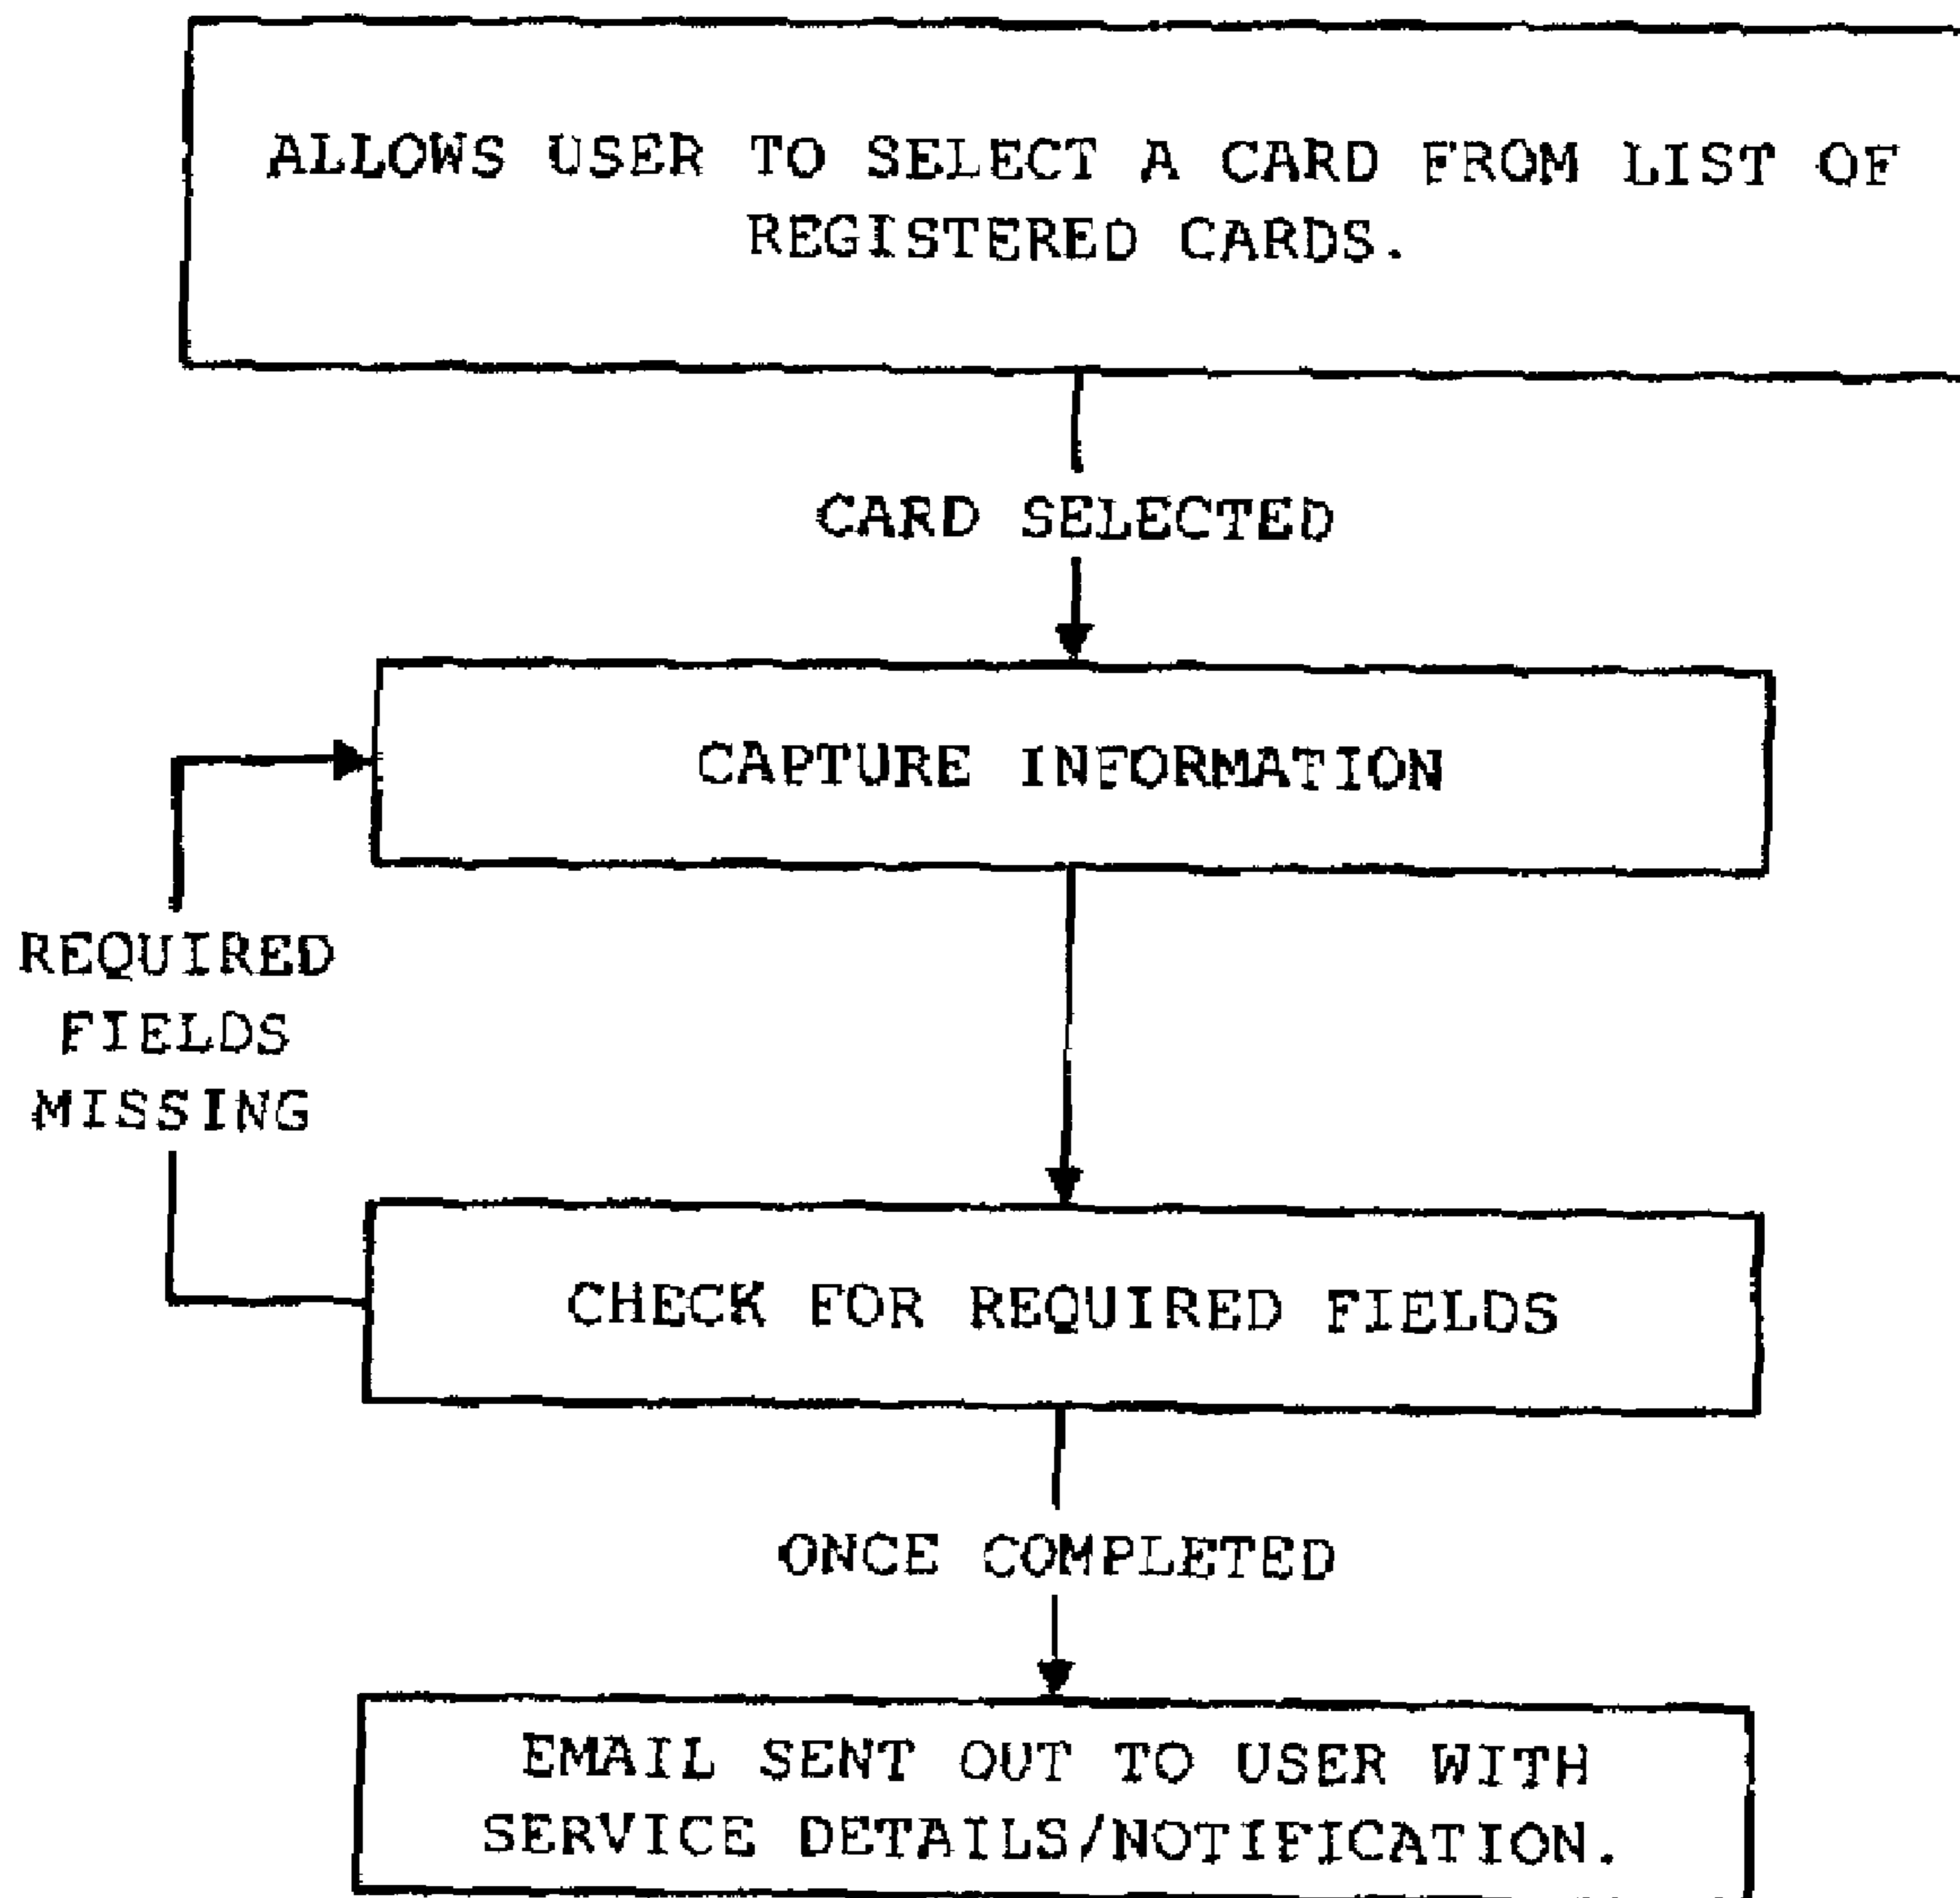 ALLOWS USER TO SELECT A CARD FROM LIST OF
REGISTERED CARDS.
CARD SELECTED
CAPTURE INFORMATION
REQUIRED
FIELDS
MISSING
CHECK FOR REQUIRED FIELDS
ONCE COMPLETED
EMAIL SENT OUT TO USER WITH
SERVICE DETAILS/NOTIFICATION.